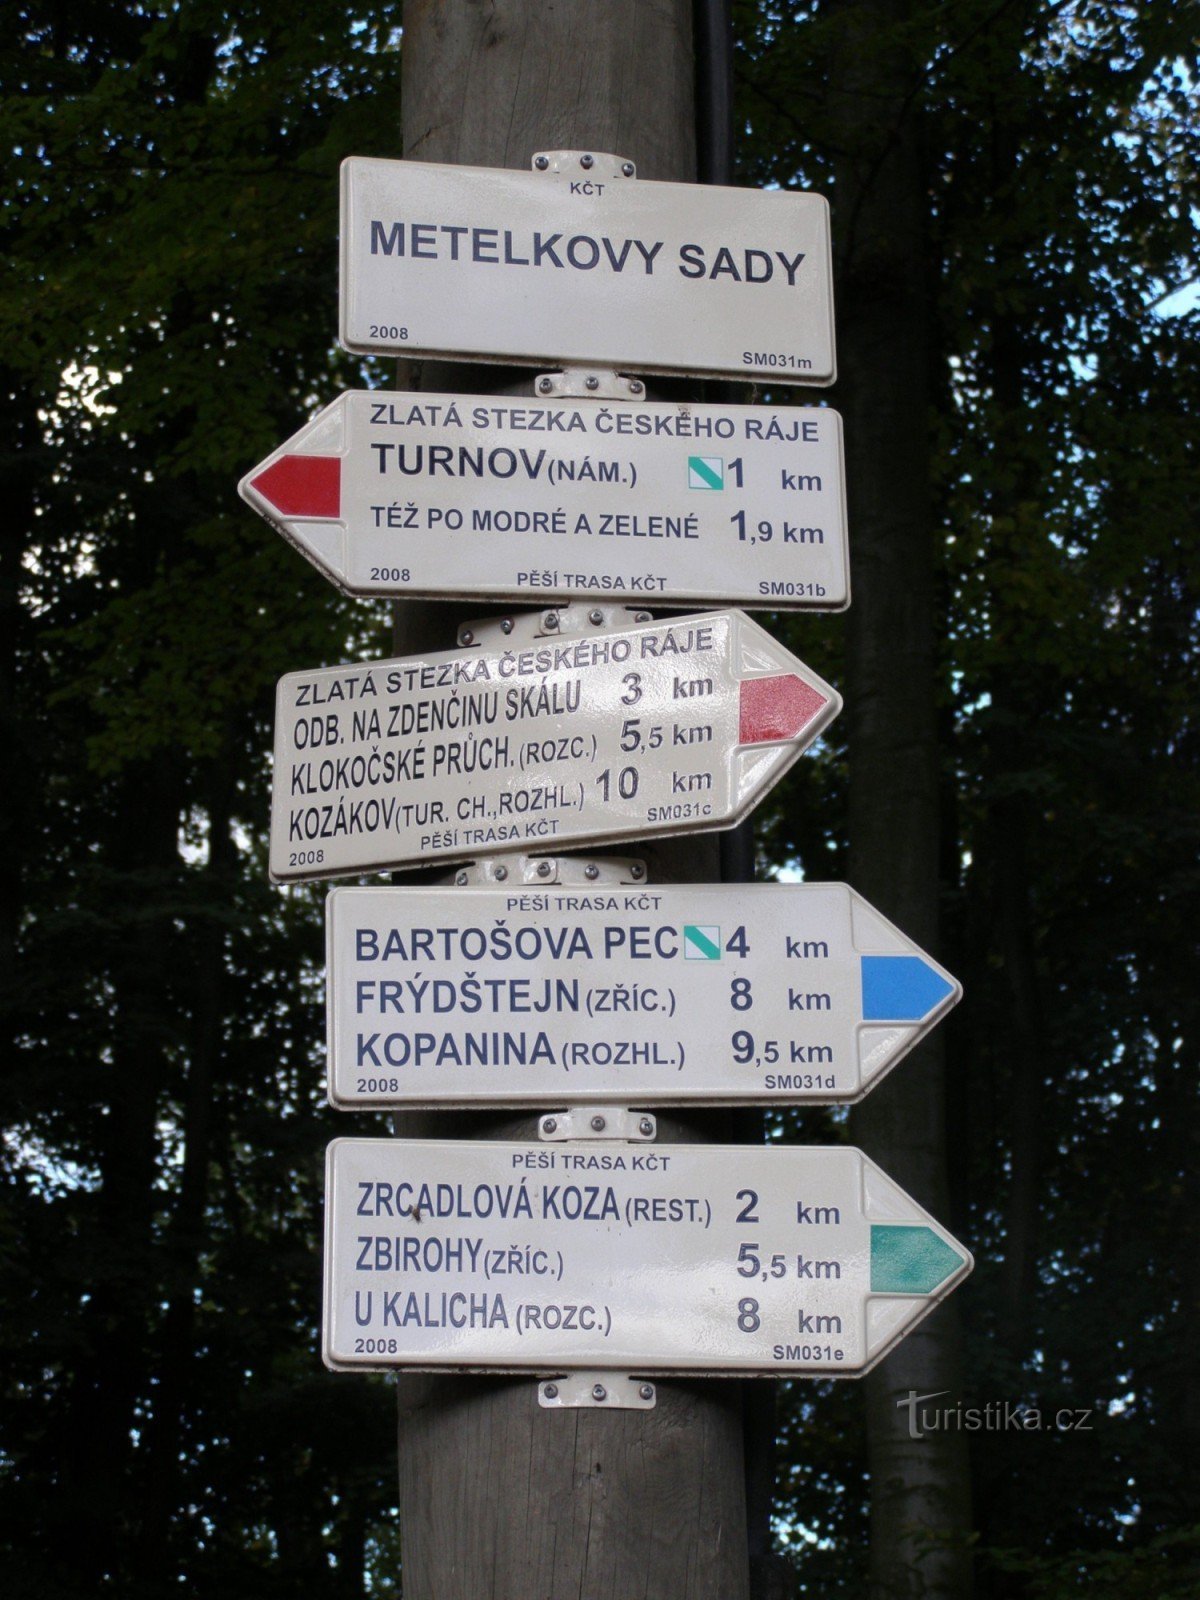 KČT
METELKOVY SADY
2008 SM031m
ZLATÁ STEZKA ČESKÉHO RÁJE
TURNOV (NÁM.) 1 km
TÉŽ PO MODRÉ A ZELENÉ 1,9 km
2008 PĚŠÍ TRASA KČT SM031b
ZLATÁ STEZKA ČESKÉHO RÁJE
ODB. NA ZDENČINU SKÁLU 3 km
KLOKOČSKÉ PRŮCH. (ROZC.) 5,5 km
KOZÁKOV (TUR. CH., ROZHL.) 10 km
2008 PĚŠÍ TRASA KČT SM031c
PĚŠÍ TRASA KČT
BARTOŠOVA PEC 4 km
FRÝDŠTEJN (ZŘÍC.) 8 km
KOPANINA (ROZHL.) 9,5 km
2008 SM031d
PĚŠÍ TRASA KČT
ZRCADLOVÁ KOZA (REST.) 2 km
ZBIROHY (ZŘÍC.) 5,5 km
U KALICHA (ROZC.) 8 km
2008 SM031e
Turistika.cz